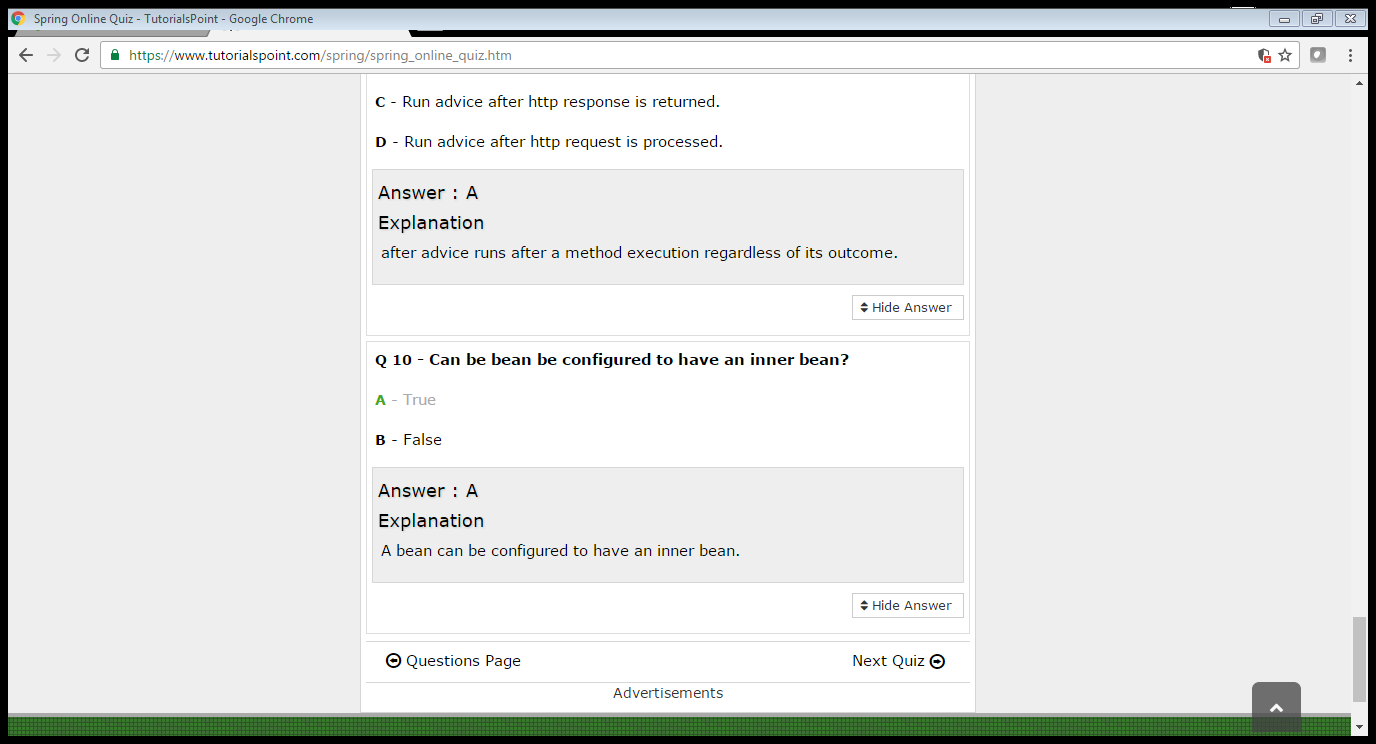 Spring Online Quiz - TutorialsPoint - Google Chrome
https://www.tutorialspoint.com/spring/spring_online_quiz.htm
C - Run advice after http response is returned.
D - Run advice after http request is processed.
Answer : A
Explanation
after advice runs after a method execution regardless of its outcome.
Hide Answer
Q 10 - Can be bean be configured to have an inner bean?
A - True
B - False
Answer : A
Explanation
A bean can be configured to have an inner bean.
Hide Answer
Questions Page Next Quiz
Advertisements